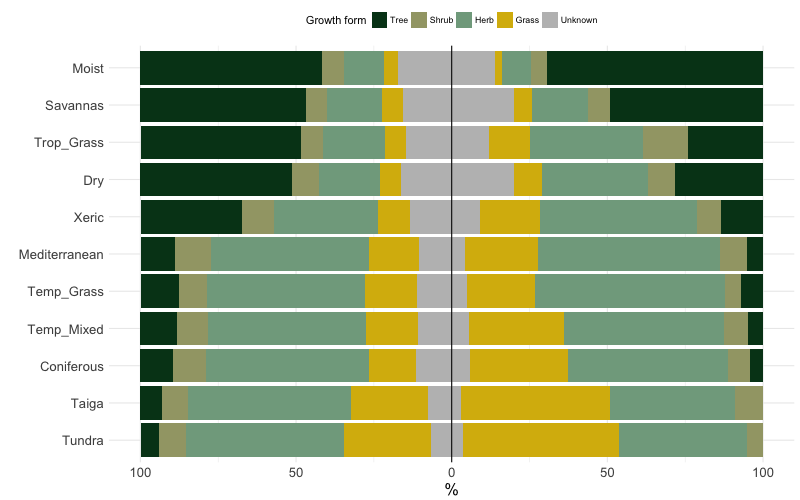 Growth form Tree Shrub Herb Grass Unknown
Moist
Savannas
Trop_Grass
Dry
Xeric
Mediterranean
Temp_Grass
Temp_Mixed
Coniferous
Taiga
Tundra
100 50 0 50 100
%